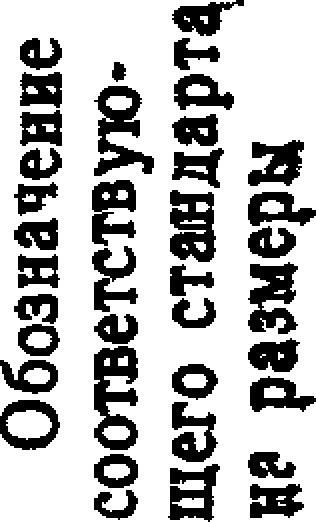 Обозначение
соответствую-
щего стандарта
на размеры